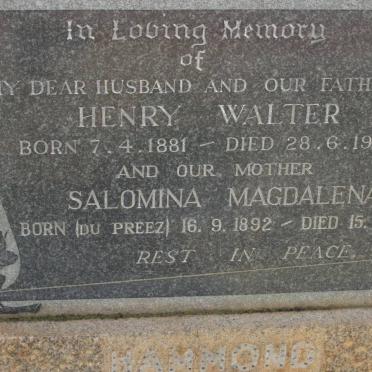 In Loving Memory
of
MY DEAR HUSBAND AND OUR FATH
HENRY WALTER
BORN 7.4.1881 – DIED 28.6.19
AND OUR MOTHER
SALOMINA MAGDALENA
BORN (DU PREEZ) 16.9.1892 – DIED 15.
REST IN PEACE.
HAMMOND